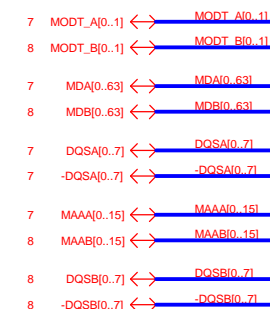 7 MODT_A[0..1] MODT_A[0..1]
8 MODT_B[0..1] MODT_B[0..1]
7 MDA[0..63] MDA[0..63]
8 MDB[0..63] MDB[0..63]
7 DQSA[0..7] DQSA[0..7]
7 -DQSA[0..7] -DQSA[0..7]
7 MAAA[0..15] MAAA[0..15]
8 MAAB[0..15] MAAB[0..15]
8 DQSB[0..7] DQSB[0..7]
8 -DQSB[0..7] -DQSB[0..7]